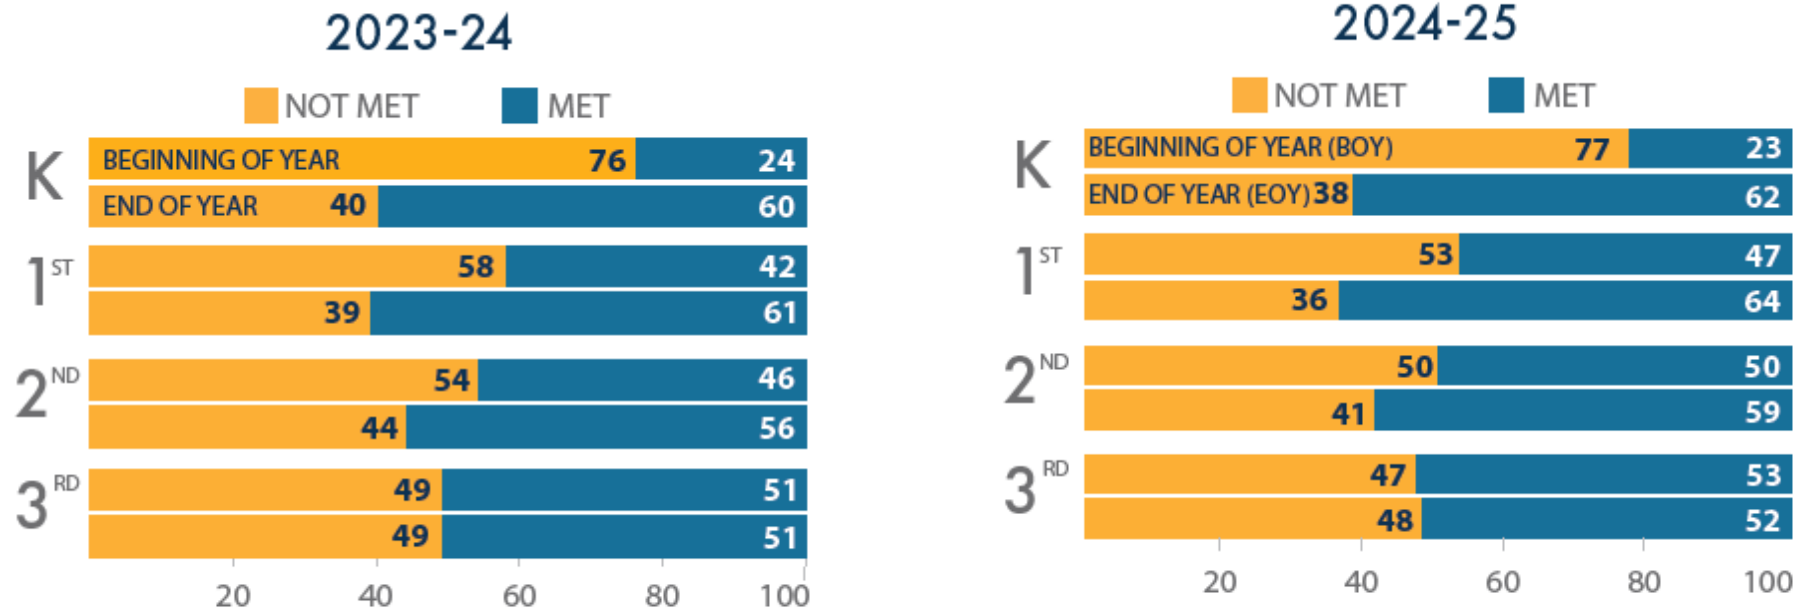 2023-24
NOT MET MET
K
BEGINNING OF YEAR 76 24
END OF YEAR 40 60
1ST
58 42
39 61
2ND
54 46
44 56
3RD
49 51
49 51
20 40 60 80 100
2024-25
NOT MET MET
K
BEGINNING OF YEAR (BOY) 77 23
END OF YEAR (EOY) 38 62
1ST
53 47
36 64
2ND
50 50
41 59
3RD
47 53
48 52
20 40 60 80 100